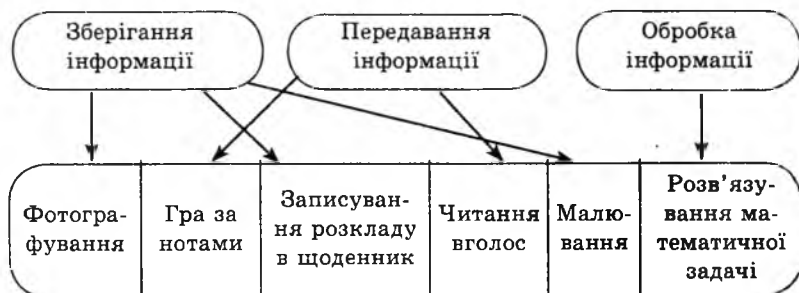 Зберігання
інформації
Передавання
інформації
Обробка
інформації
Фотогра-
фування
Гра за
нотами
Записуван-
ня розкладу
в щоденник
Читання
вголос
Малю-
вання
Розв'язу-
вання ма-
тематичної
задачі